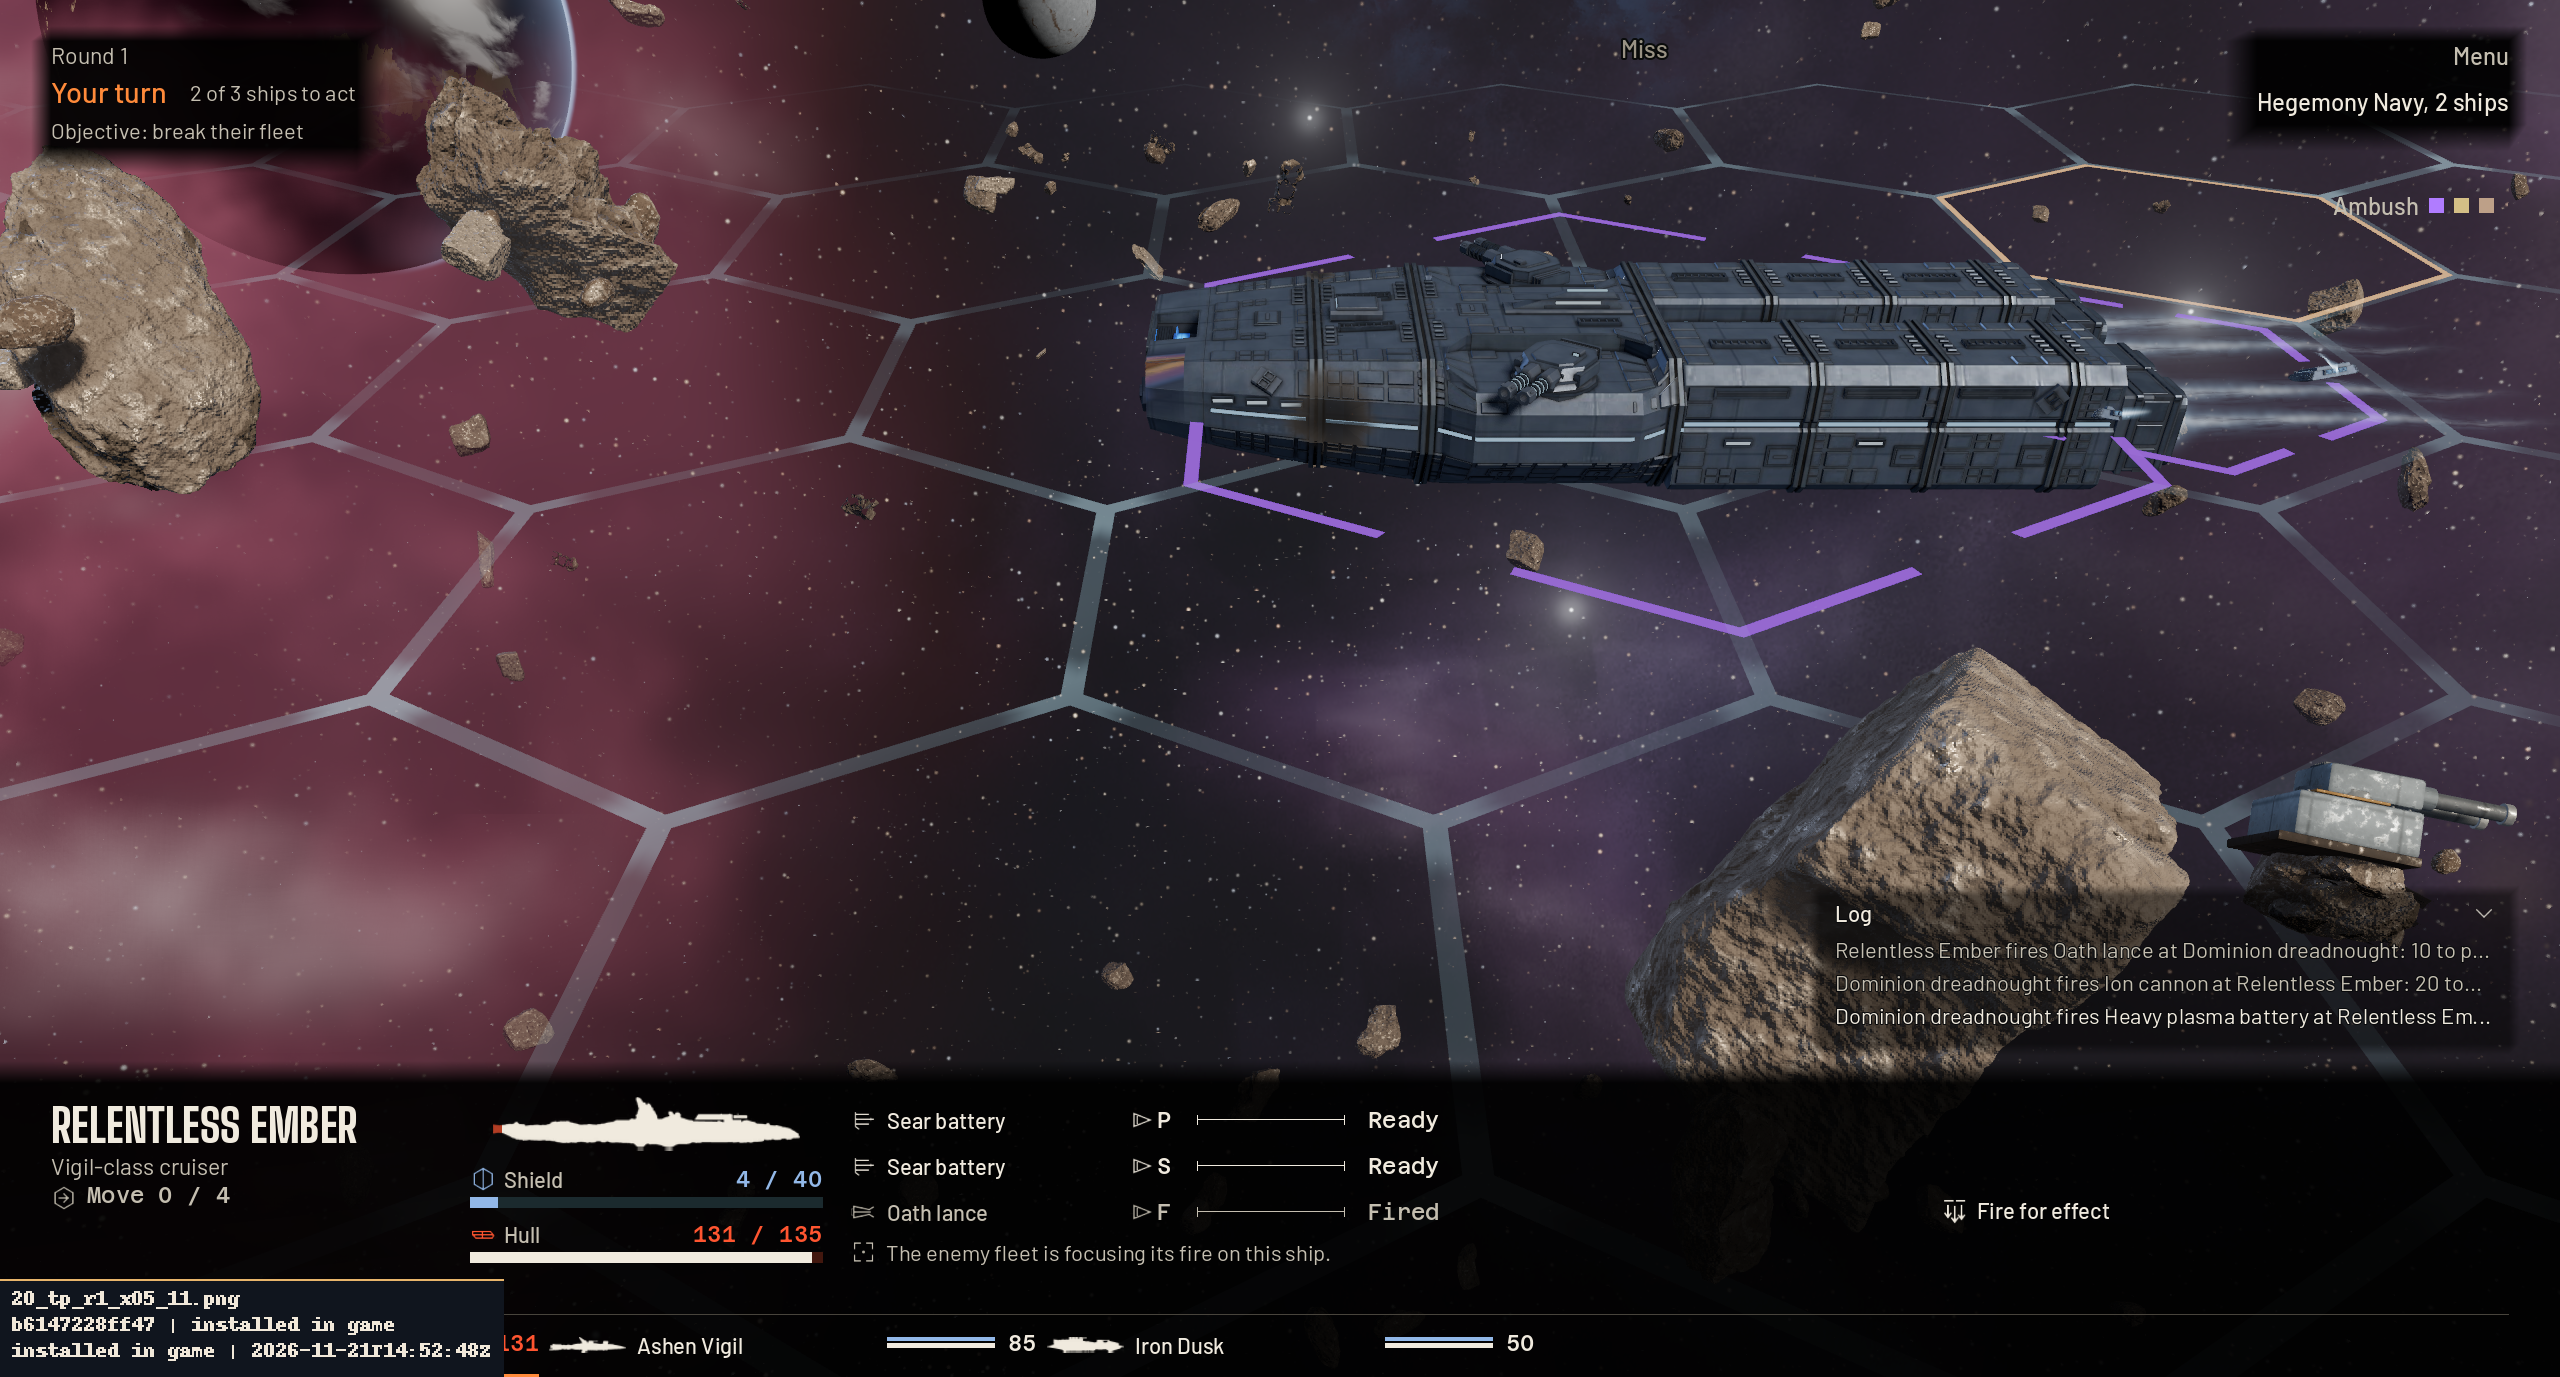 Round 1
Your turn 2 of 3 ships to act
Objective: break their fleet
Miss
Menu
Hegemony Navy, 2 ships
Ambush
Log
Relentless Ember fires Oath lance at Dominion dreadnought: 10 to p...
Dominion dreadnought fires Ion cannon at Relentless Ember: 20 to...
Dominion dreadnought fires Heavy plasma battery at Relentless Em...
RELENTLESS EMBER
Vigil-class cruiser
Move 0 / 4
Shield 4 / 40
Hull 131 / 135
Sear battery P Ready
Sear battery S Ready
Oath lance F Fired
The enemy fleet is focusing its fire on this ship.
Fire for effect
20_tp_r1_x05_11.png
b6147228ff47 | installed in game
installed in game | 2026-11-21T14:52:48Z
131 Ashen Vigil 85 Iron Dusk 50